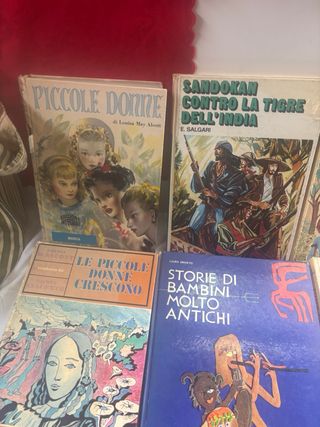 PICCOLE DONNE
di Louisa May Alcott
SANDOKAN
CONTRO LA TIGRE
DELL'INDIA
E. SALGARI
LE PICCOLE
DONNE
CRESCONO
STORIE DI
BAMBINI
MOLTO
ANTICHI